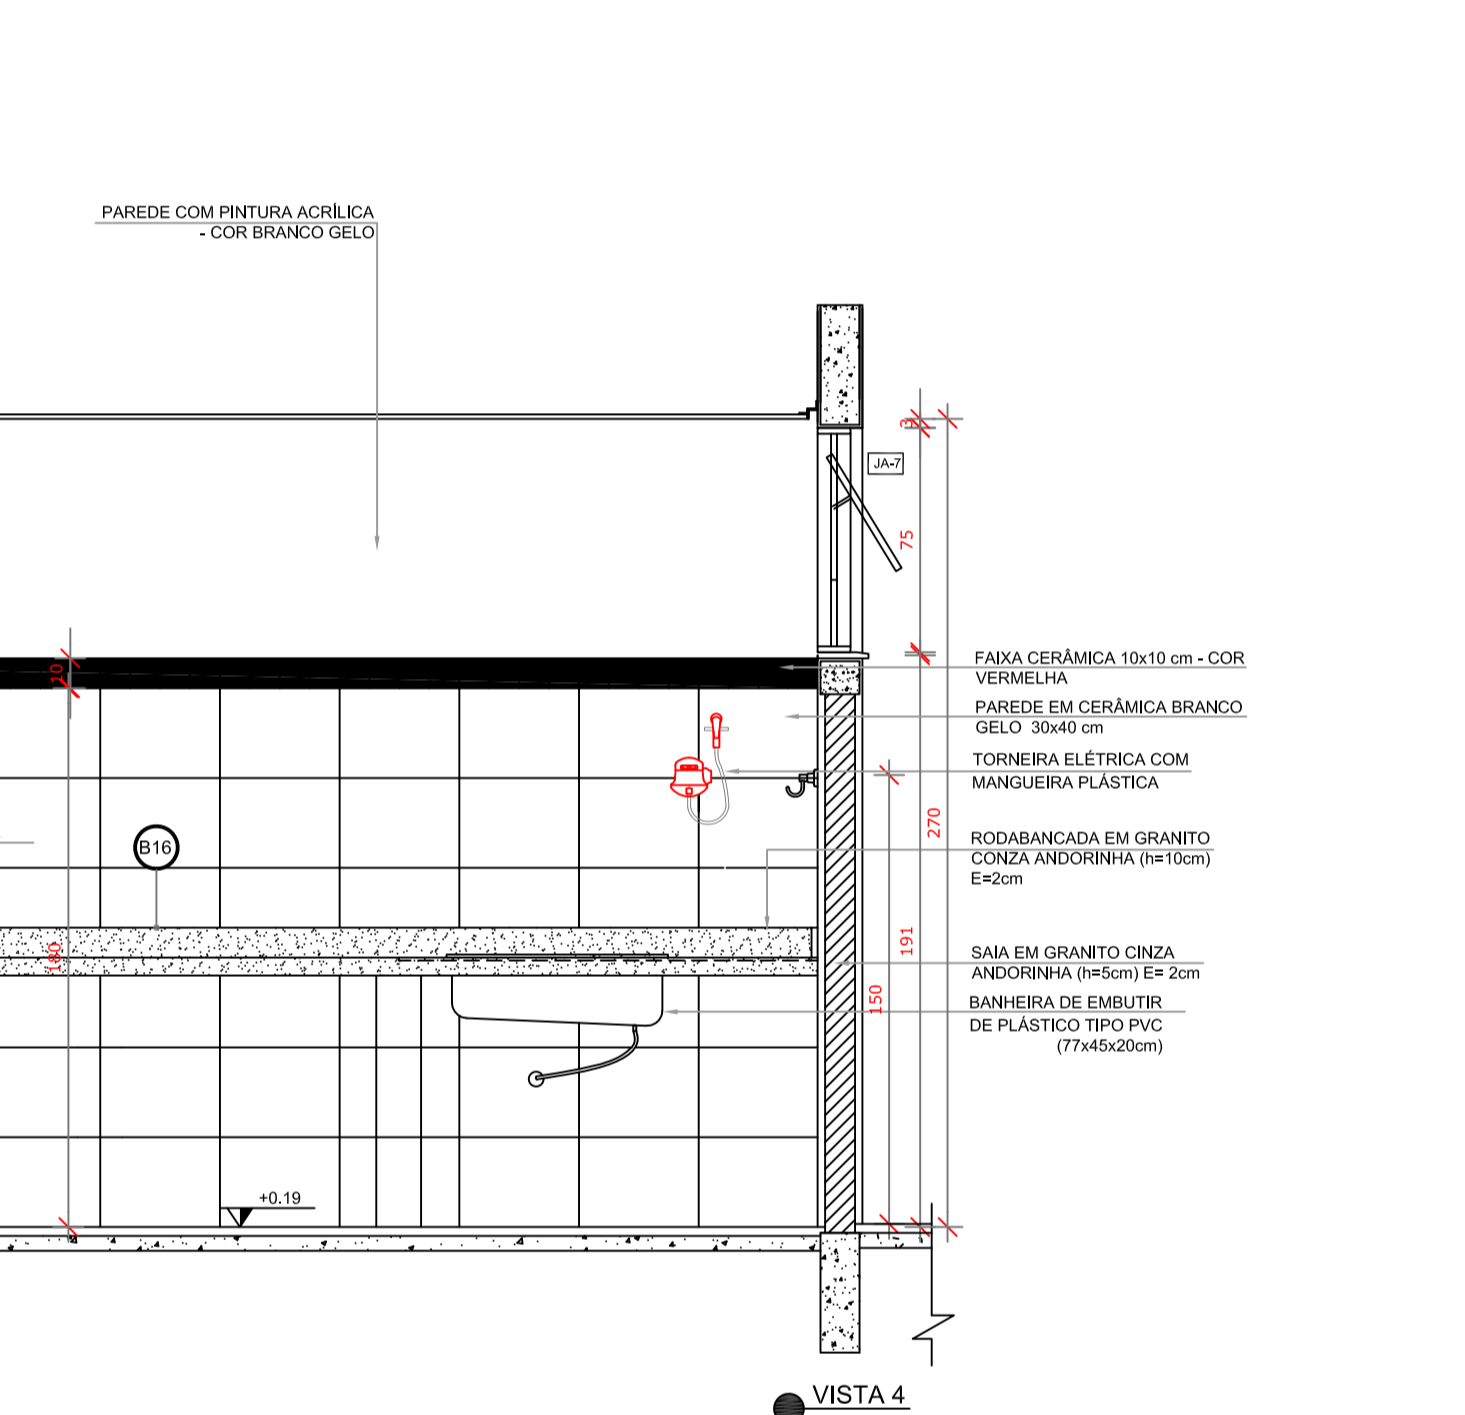 PAREDE COM PINTURA ACRÍLICA
- COR BRANCO GELO
3
JA-7
75
10
FAIXA CERÂMICA 10x10 cm - COR
VERMELHA
PAREDE EM CERÂMICA BRANCO
GELO 30x40 cm
TORNEIRA ELÉTRICA COM
MANGUEIRA PLÁSTICA
270
B16
RODABANCADA EM GRANITO
CONZA ANDORINHA (h=10cm)
E=2cm
180
191
150
SAIA EM GRANITO CINZA
ANDORINHA (h=5cm) E= 2cm
BANHEIRA DE EMBUTIR
DE PLÁSTICO TIPO PVC
(77x45x20cm)
+0.19
VISTA 4